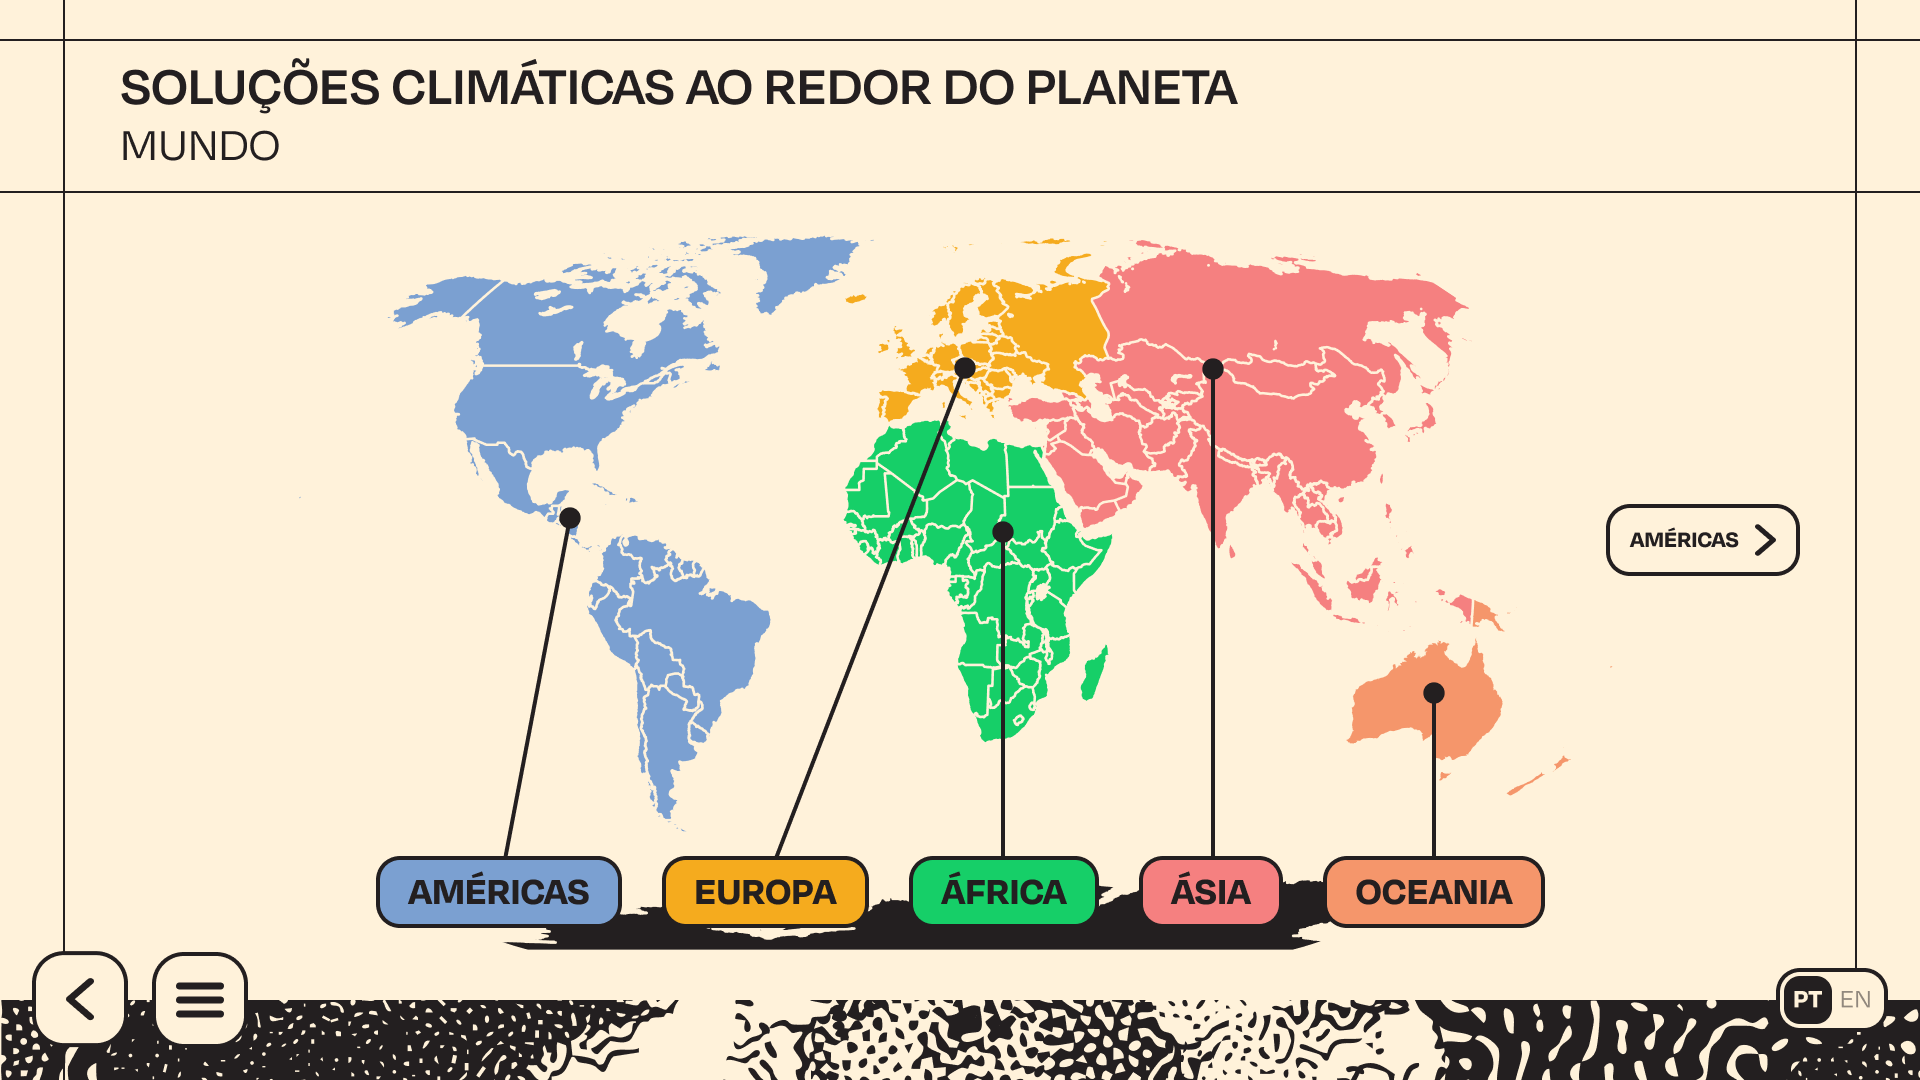 SOLUÇÕES CLIMÁTICAS AO REDOR DO PLANETA
MUNDO
AMÉRICAS
AMÉRICAS
EUROPA
ÁFRICA
ÁSIA
OCEANIA
PT EN